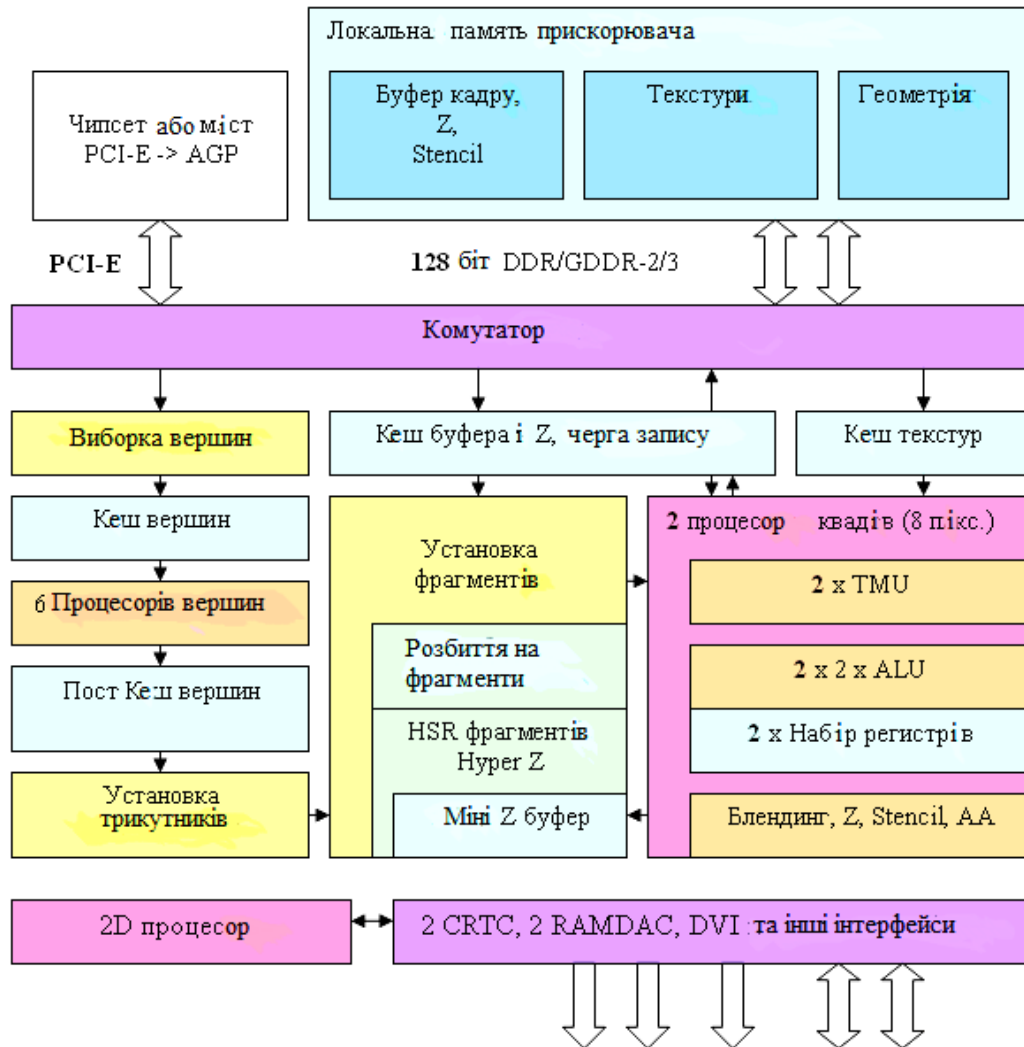 Локальна память прискорювача
Буфер кадру,
Z,
Stencil
Текстури
Геометрія
Чипсет або міст
PCI-E -> AGP
PCI-E
128 біт DDR/GDDR-2/3
Комутатор
Виборка вершин
Кеш буфера і Z, черга запису
Кеш текстур
Кеш вершин
6 Процесорів вершин
Пост Кеш вершин
Установка
трикутників
Установка
фрагментів
Розбиття на
фрагменти
HSR фрагментів
Hyper Z
Міні Z буфер
2 процесор квадів (8 пікс.)
2 x TMU
2 x 2 x ALU
2 x Набір регистрів
Блендинг, Z, Stencil, AA
2D процесор
2 CRTC, 2 RAMDAC, DVI та інші інтерфейси